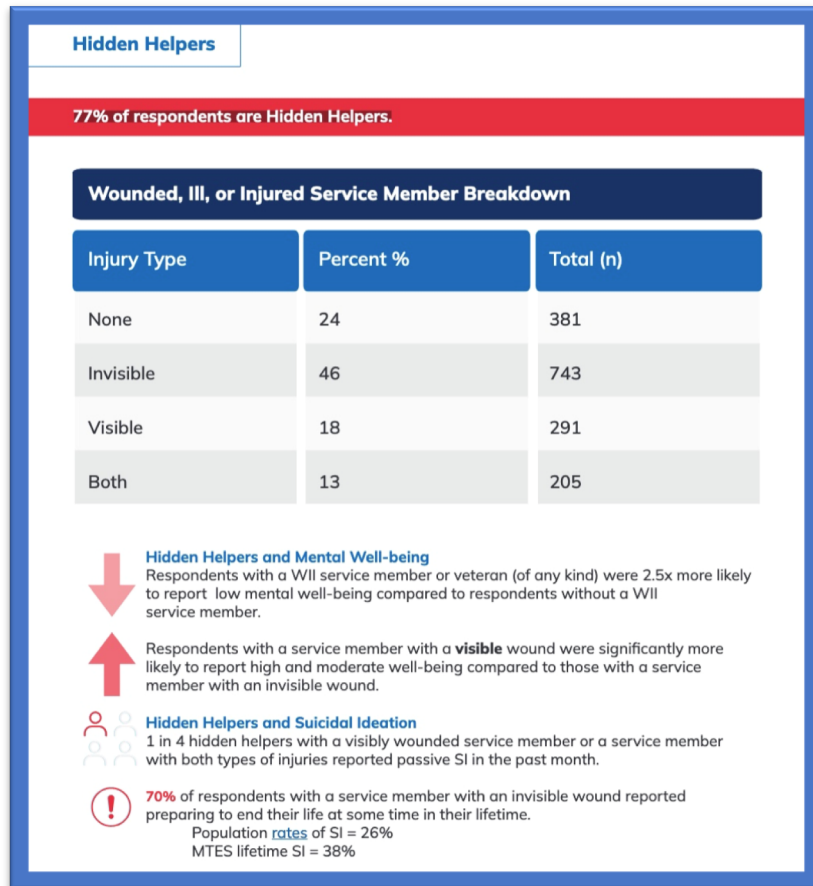 Hidden Helpers
77% of respondents are Hidden Helpers.
Wounded, Ill, or Injured Service Member Breakdown
Injury Type Percent % Total (n)
None 24 381
Invisible 46 743
Visible 18 291
Both 13 205
Hidden Helpers and Mental Well-being
Respondents with a WII service member or veteran (of any kind) were 2.5x more likely
to report low mental well-being compared to respondents without a WII
service member.
Respondents with a service member with a visible wound were significantly more
likely to report high and moderate well-being compared to those with a service
member with an invisible wound.
Hidden Helpers and Suicidal Ideation
1 in 4 hidden helpers with a visibly wounded service member or a service member
with both types of injuries reported passive SI in the past month.
70% of respondents with a service member with an invisible wound reported
preparing to end their life at some time in their lifetime.
Population rates of SI = 26%
MTES lifetime SI = 38%